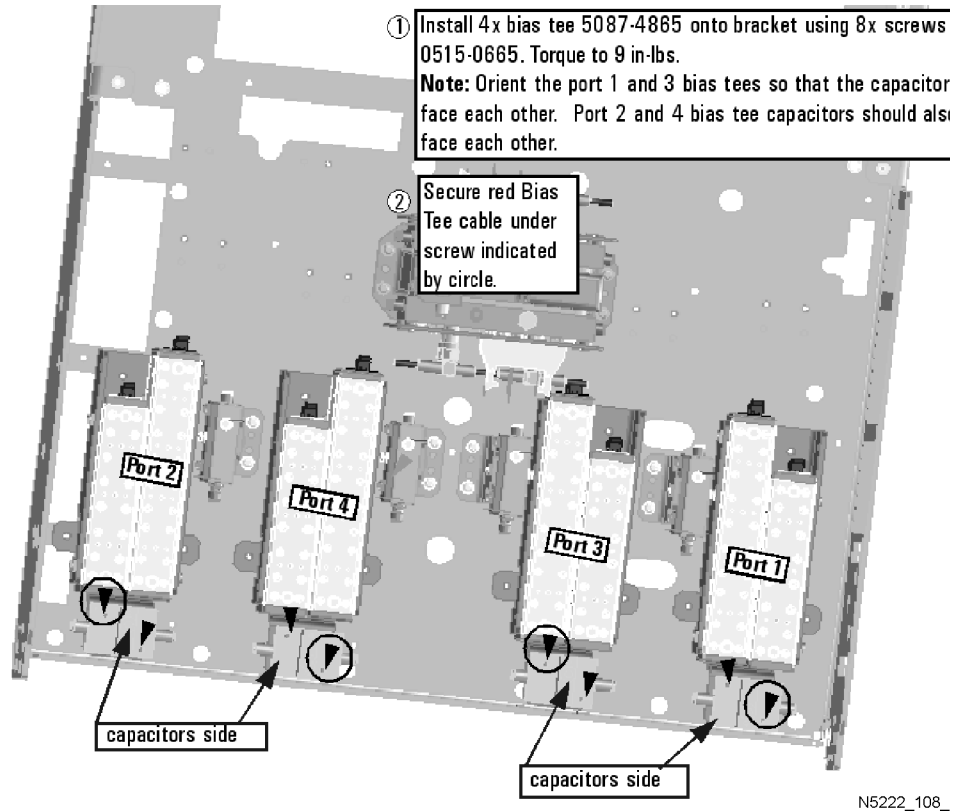 ① Install 4x bias tee 5087-4865 onto bracket using 8x screws
0515-0665. Torque to 9 in-lbs.
Note: Orient the port 1 and 3 bias tees so that the capacitor
face each other. Port 2 and 4 bias tee capacitors should also
face each other.
② Secure red Bias
Tee cable under
screw indicated
by circle.
Port 2
Port 4
Port 3
Port 1
capacitors side
capacitors side
N5222_108_